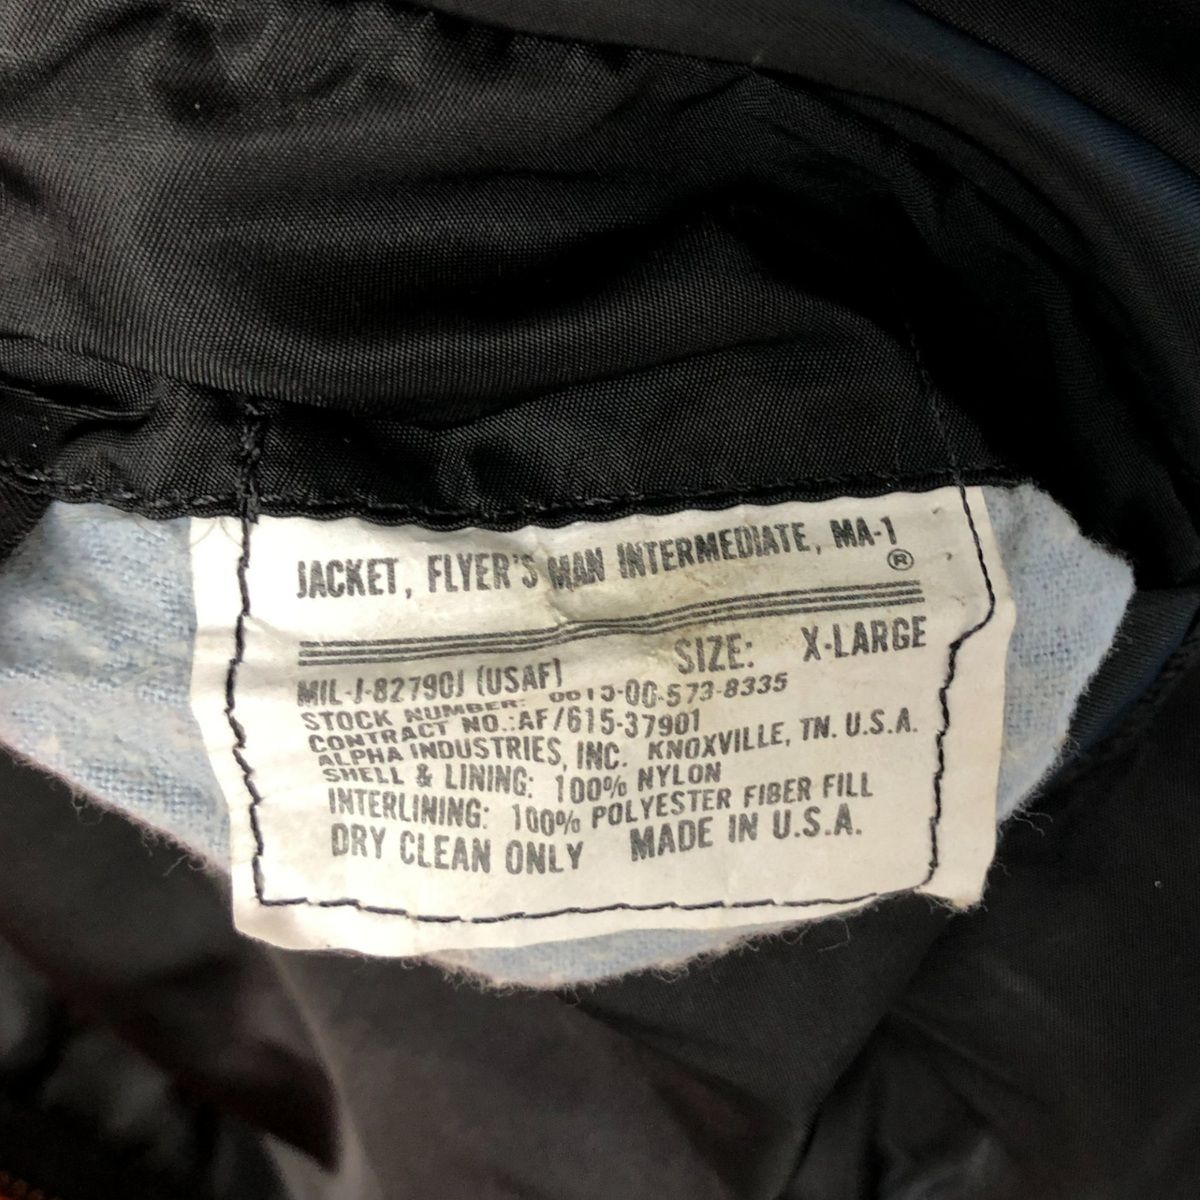 JACKET, FLYER'S MAN INTERMEDIATE, MA-1
®
SIZE: X-LARGE
MIL-J-82790J (USAF)
STOCK NUMBER: 8415-00-573-8335
CONTRACT NO.:AF/615-37901
ALPHA INDUSTRIES, INC. KNOXVILLE, TN. U.S.A.
SHELL & LINING: 100% NYLON
INTERLINING: 100% POLYESTER FIBER FILL
DRY CLEAN ONLY MADE IN U.S.A.